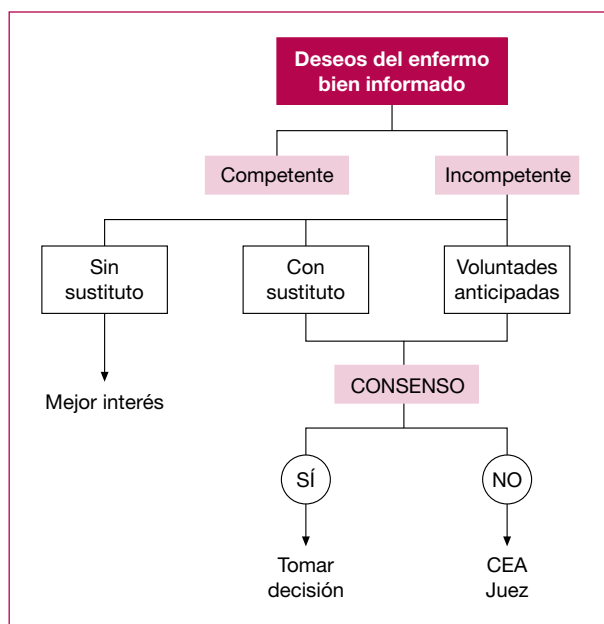 Deseos del enfermo
bien informado
Competente
Incompetente
Sin
sustituto
Con
sustituto
Voluntades
anticipadas
Mejor interés
CONSENSO
SÍ
NO
Tomar
decisión
CEA
Juez